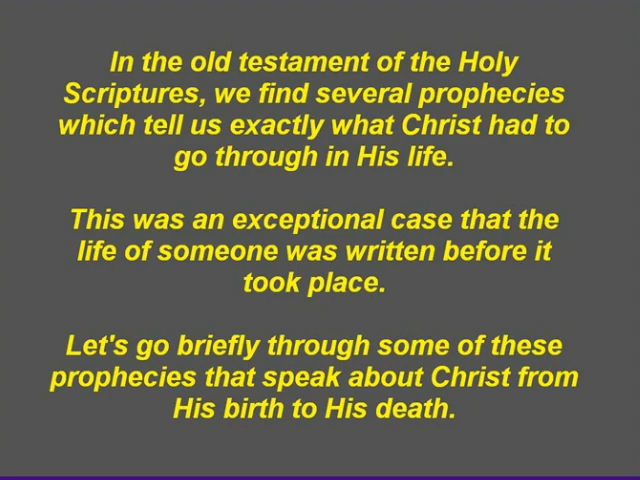 In the old testament of the Holy
Scriptures, we find several prophecies
which tell us exactly what Christ had to
go through in His life.
This was an exceptional case that the
life of someone was written before it
took place.
Let's go briefly through some of these
prophecies that speak about Christ from
His birth to His death.